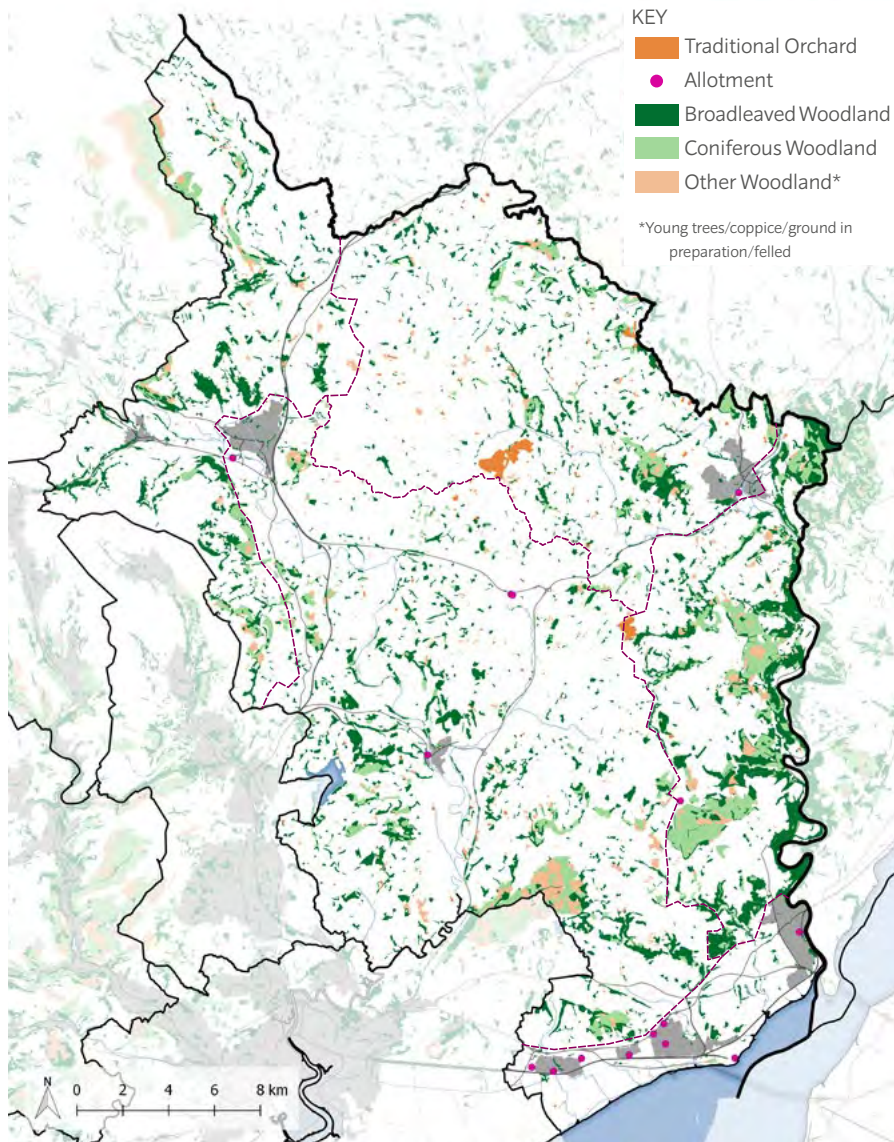 KEY
Traditional Orchard
Allotment
Broadleaved Woodland
Coniferous Woodland
Other Woodland*
*Young trees/coppice/ground in
preparation/felled
N
0 2 4 6 8 km